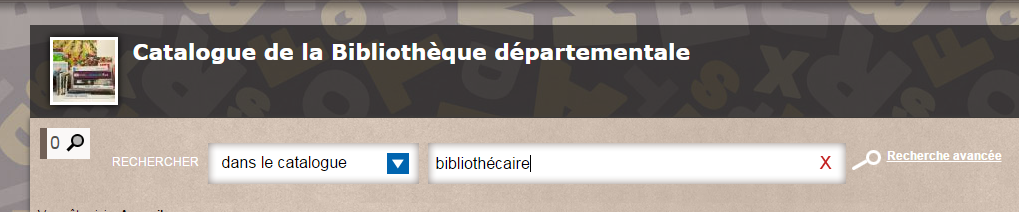 Catalogue de la Bibliothèque départementale
0
RECHERCHER dans le catalogue bibliothécaire X Recherche avancée